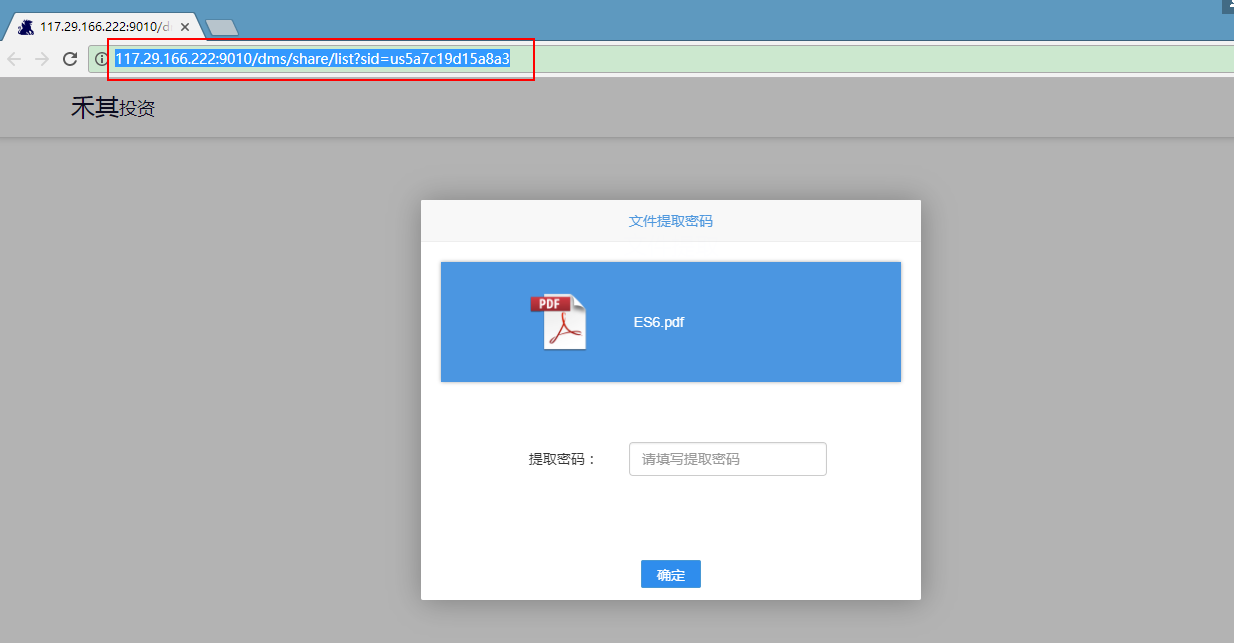 117.29.166.222:9010/d
117.29.166.222:9010/dms/share/list?sid=us5a7c19d15a8a3
禾其投资
文件提取密码
PDF
ES6.pdf
提取密码：
请填写提取密码
确定